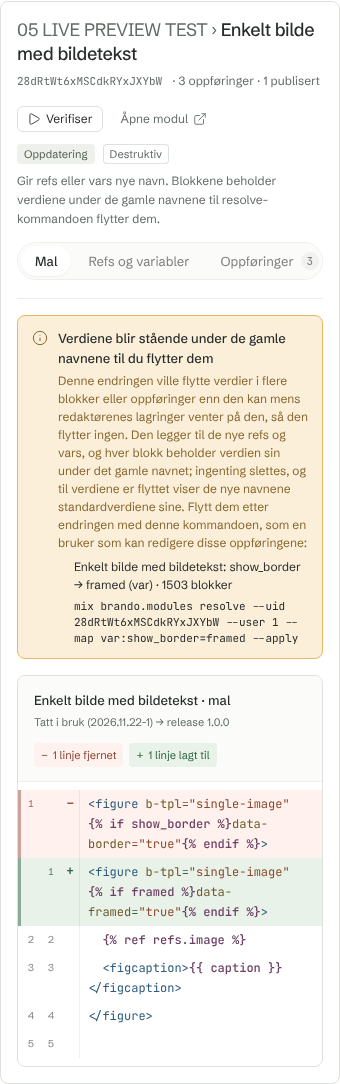 05 LIVE PREVIEW TEST › Enkelt bilde
med bildetekst
28dRtWt6xMSCdkRYxJXYbW · 3 oppføringer · 1 publisert
Verifiser Åpne modul
Oppdatering Destruktiv
Gir refs eller vars nye navn. Blokkene beholder
verdiene under de gamle navnene til resolve-
kommandoen flytter dem.
Mal Refs og variabler Oppføringer 3
Verdiene blir stående under de gamle
navnene til du flytter dem
Denne endringen ville flytte verdier i flere
blokker eller oppføringer enn den kan mens
redaktørenes lagringer venter på den, så den
flytter ingen. Den legger til de nye refs og
vars, og hver blokk beholder verdien sin
under det gamle navnet; ingenting slettes, og
til verdiene er flyttet viser de nye navnene
standardverdiene sine. Flytt dem etter
endringen med denne kommandoen, som en
bruker som kan redigere disse oppføringene:
Enkelt bilde med bildetekst: show_border
→ framed (var) · 1503 blokker
mix brando.modules resolve --uid
28dRtWt6xMSCdkRYxJXYbW --user 1 --
map var:show_border=framed --apply
Enkelt bilde med bildetekst · mal
Tatt i bruk (2026.11.22-1) → release 1.0.0
− 1 linje fjernet + 1 linje lagt til
1 − <figure b-tpl="single-image"
{% if show_border %}data-
border="true"{% endif %}>
1 + <figure b-tpl="single-image"
{% if framed %}data-
framed="true"{% endif %}>
2 2 {% ref refs.image %}
3 3 <figcaption>{{ caption }}
</figcaption>
4 4 </figure>
5 5